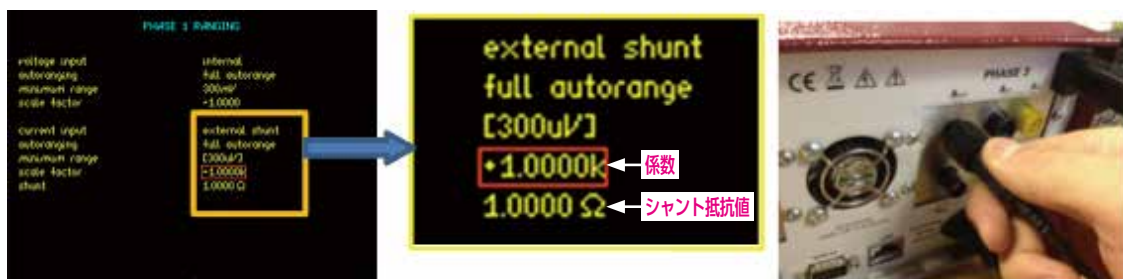 PHASE 1 RANGING
voltage input internal
autoranging full autorange
minimum range 300mV
scale factor +1.0000
current input external shunt
autoranging full autorange
minimum range [300uV]
scale factor +1.0000k
shunt 1.0000 Ω
external shunt
full autorange
[300uV]
+1.0000k
係数
1.0000 Ω
シャント抵抗値
CE
PHASE 3